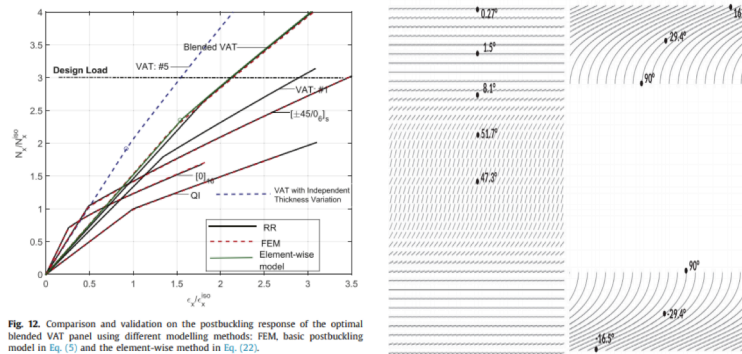 4
3.5
3
2.5
2
1.5
1
0.5
0
N_x/N_x^iso
Blended VAT
VAT: #5
Design Load
VAT: #1
[±45/0_6]_s
[0]_16
QI
VAT with Independent
Thickness Variation
RR
FEM
Element-wise
model
0 0.5 1 1.5 2 2.5 3 3.5
ϵ_x/ϵ_x^iso
Fig. 12. Comparison and validation on the postbuckling response of the optimal
blended VAT panel using different modelling methods: FEM, basic postbuckling
model in Eq. (5) and the element-wise method in Eq. (22).
0.27°
1.5°
8.1°
51.7°
47.3°
16
29.4°
90°
90°
-29.4°
-16.5°